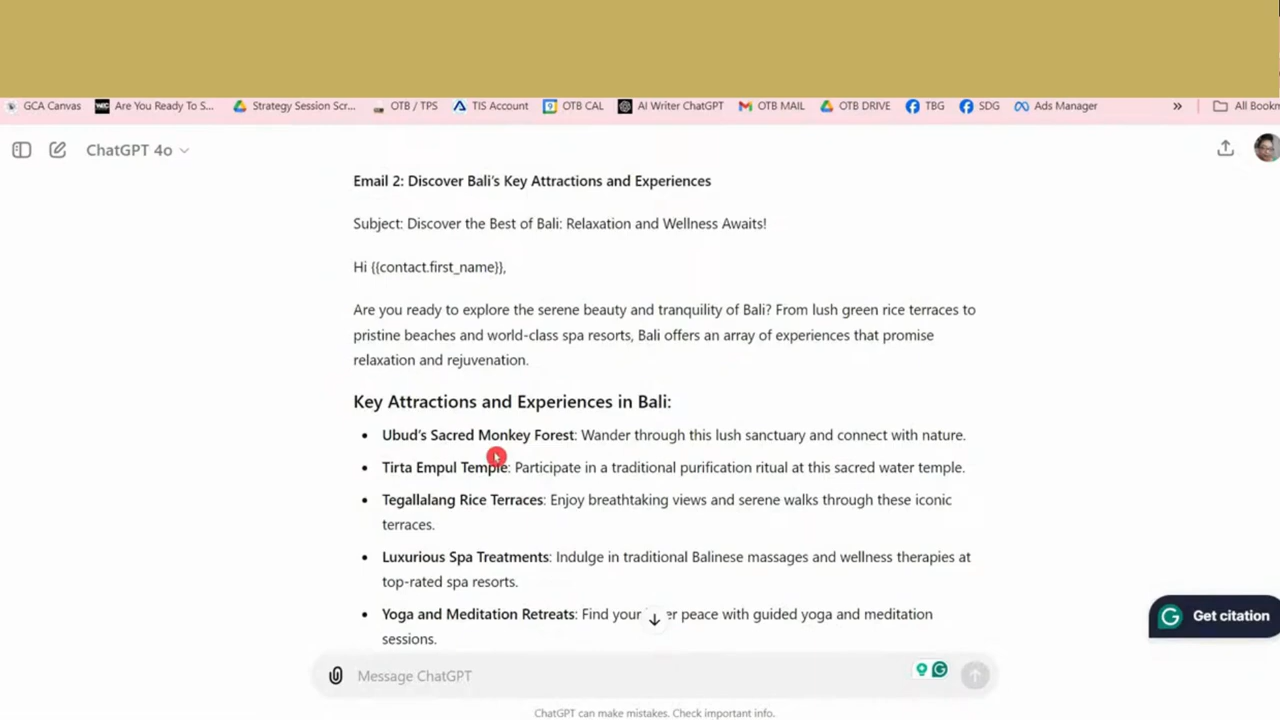 GCA Canvas Are You Ready To S... Strategy Session Scr... OTB / TPS TIS Account OTB CAL AI Writer ChatGPT OTB MAIL OTB DRIVE TBG SDG Ads Manager » All Bookm
ChatGPT 4o
Email 2: Discover Bali's Key Attractions and Experiences
Subject: Discover the Best of Bali: Relaxation and Wellness Awaits!
Hi {{contact.first_name}},
Are you ready to explore the serene beauty and tranquility of Bali? From lush green rice terraces to
pristine beaches and world-class spa resorts, Bali offers an array of experiences that promise
relaxation and rejuvenation.
Key Attractions and Experiences in Bali:
• Ubud's Sacred Monkey Forest: Wander through this lush sanctuary and connect with nature.
• Tirta Empul Temple: Participate in a traditional purification ritual at this sacred water temple.
• Tegallalang Rice Terraces: Enjoy breathtaking views and serene walks through these iconic
terraces.
• Luxurious Spa Treatments: Indulge in traditional Balinese massages and wellness therapies at
top-rated spa resorts.
• Yoga and Meditation Retreats: Find your er peace with guided yoga and meditation
sessions.
Get citation
Message ChatGPT
ChatGPT can make mistakes. Check important info.